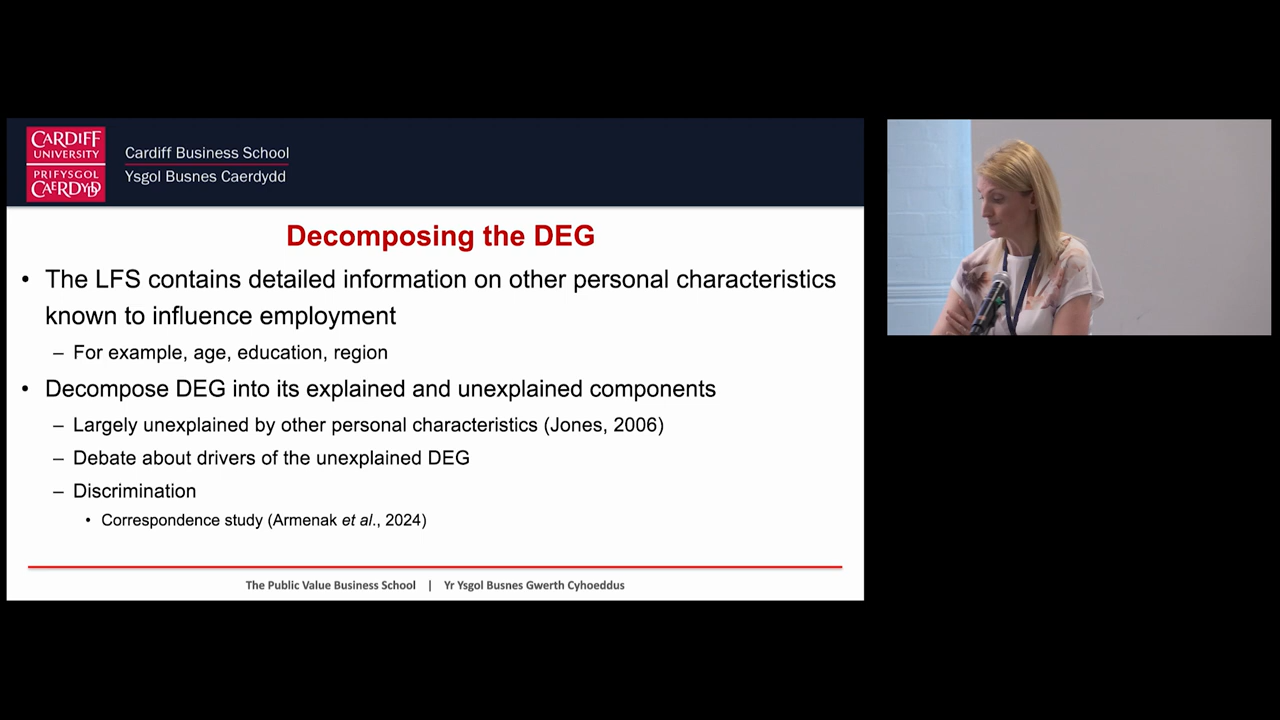 CARDIFF
UNIVERSITY
PRIFYSGOL
CAERDYDD
Cardiff Business School
Ysgol Busnes Caerdydd
Decomposing the DEG
• The LFS contains detailed information on other personal characteristics
known to influence employment
– For example, age, education, region
• Decompose DEG into its explained and unexplained components
– Largely unexplained by other personal characteristics (Jones, 2006)
– Debate about drivers of the unexplained DEG
– Discrimination
• Correspondence study (Armenak et al., 2024)
The Public Value Business School | Yr Ysgol Busnes Gwerth Cyhoeddus